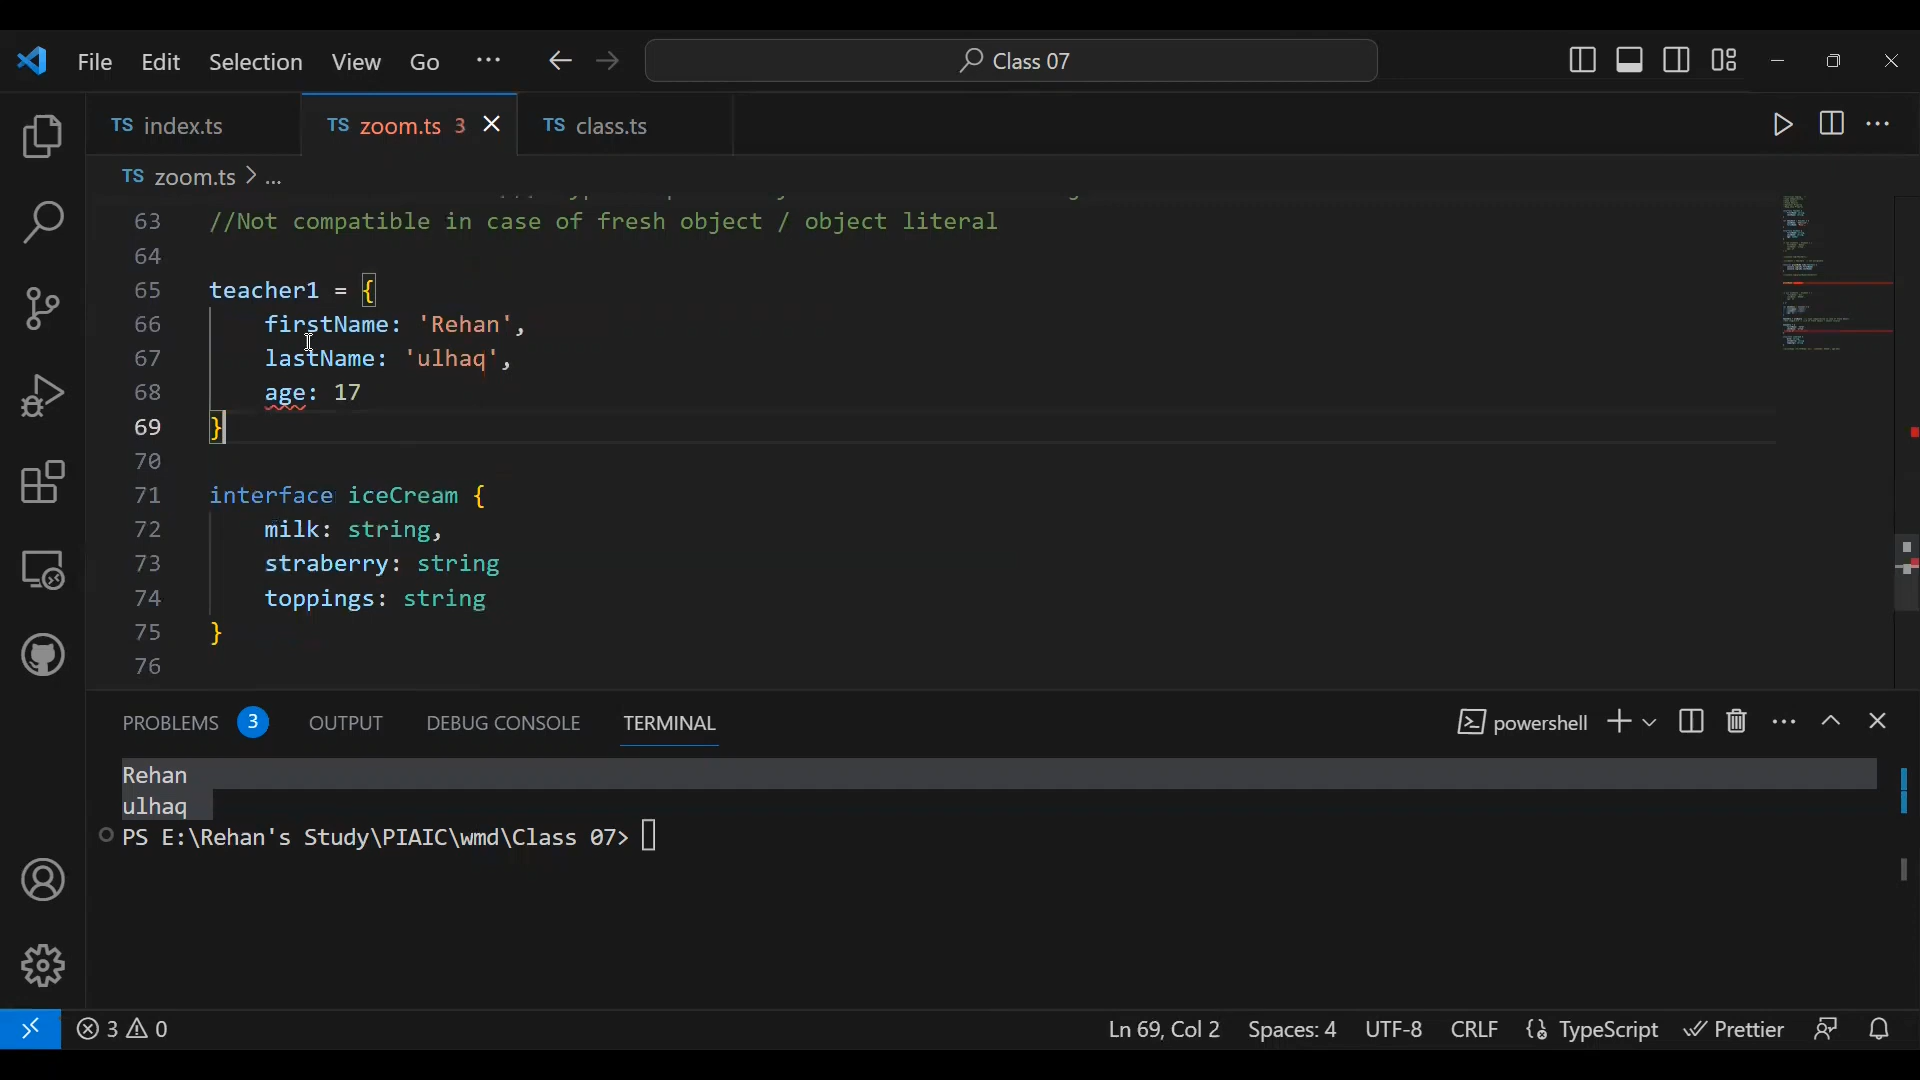 File Edit Selection View Go ··· Class 07
TS index.ts TS zoom.ts 3 TS class.ts
TS zoom.ts > ...
63 //Not compatible in case of fresh object / object literal
64
65 teacher1 = {
66 firstName: 'Rehan',
67 lastName: 'ulhaq',
68 age: 17
69 }
70
71 interface iceCream {
72 milk: string,
73 straberry: string
74 toppings: string
75 }
76
PROBLEMS 3 OUTPUT DEBUG CONSOLE TERMINAL powershell
Rehan
ulhaq
PS E:\Rehan's Study\PIAIC\wmd\Class 07>
3 0 Ln 69, Col 2 Spaces: 4 UTF-8 CRLF {} TypeScript Prettier